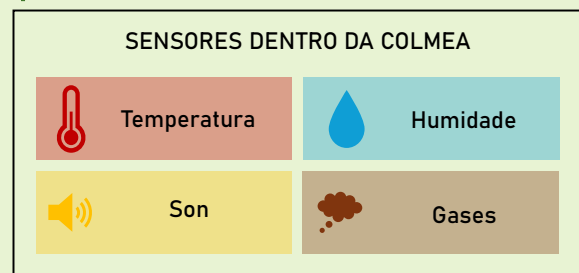 SENSORES DENTRO DA COLMEA
Temperatura
Humidade
Son
Gases